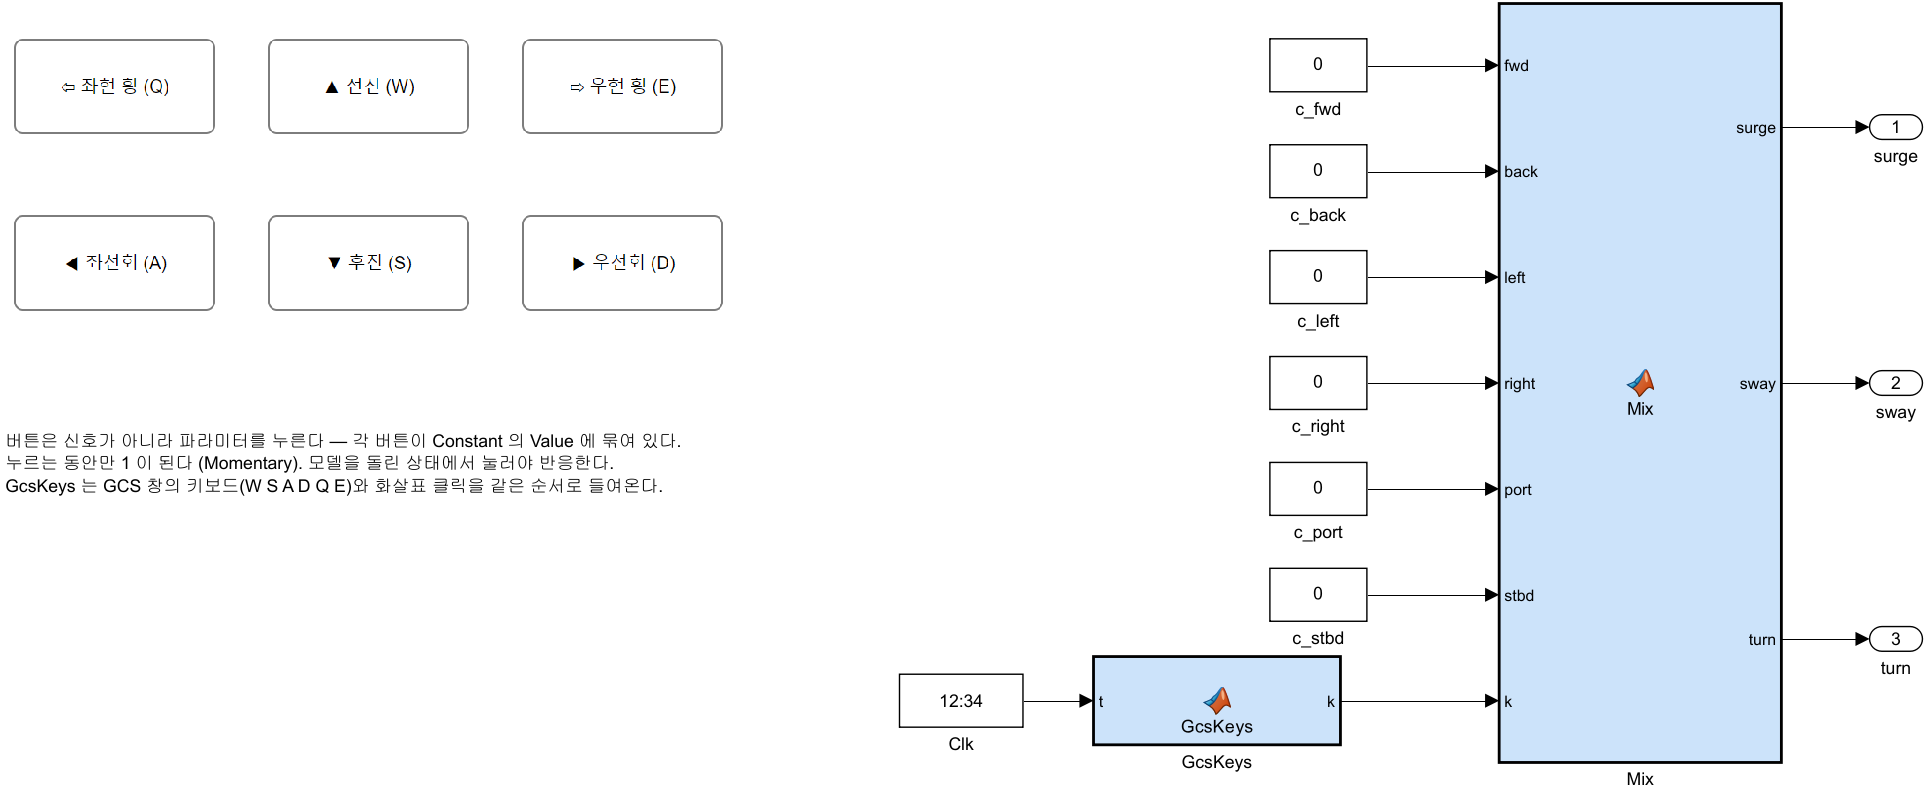 ⇦ 좌현 횡 (Q)
▲ 전진 (W)
⇨ 우현 횡 (E)
◀ 좌선회 (A)
▼ 후진 (S)
▶ 우선회 (D)
버튼은 신호가 아니라 파라미터를 누른다 — 각 버튼이 Constant 의 Value 에 묶여 있다.
누르는 동안만 1 이 된다 (Momentary). 모델을 돌린 상태에서 눌러야 반응한다.
GcsKeys 는 GCS 창의 키보드(W S A D Q E)와 화살표 클릭을 같은 순서로 들여온다.
0
c_fwd
0
c_back
0
c_left
0
c_right
0
c_port
0
c_stbd
12:34
Clk
t
GcsKeys
k
GcsKeys
fwd
back
left
right
port
stbd
k
Mix
surge
sway
turn
Mix
1
surge
2
sway
3
turn